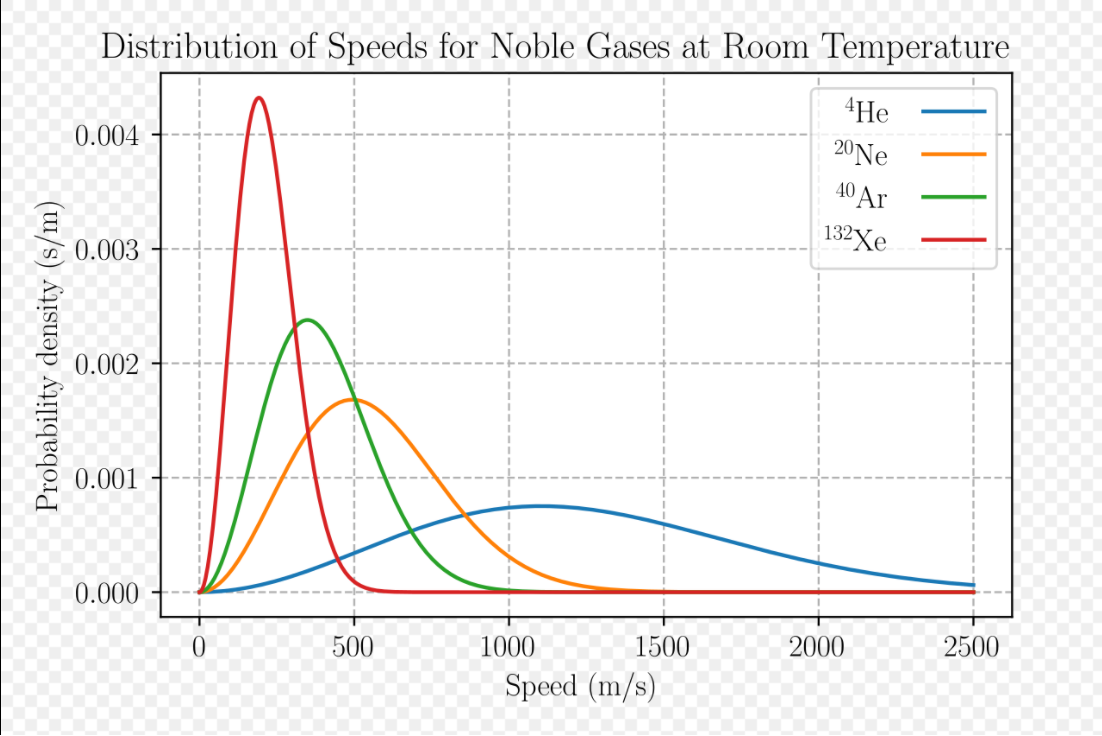 Distribution of Speeds for Noble Gases at Room Temperature
⁴He
²⁰Ne
⁴⁰Ar
¹³²Xe
Probability density (s/m)
0.004
0.003
0.002
0.001
0.000
0 500 1000 1500 2000 2500
Speed (m/s)